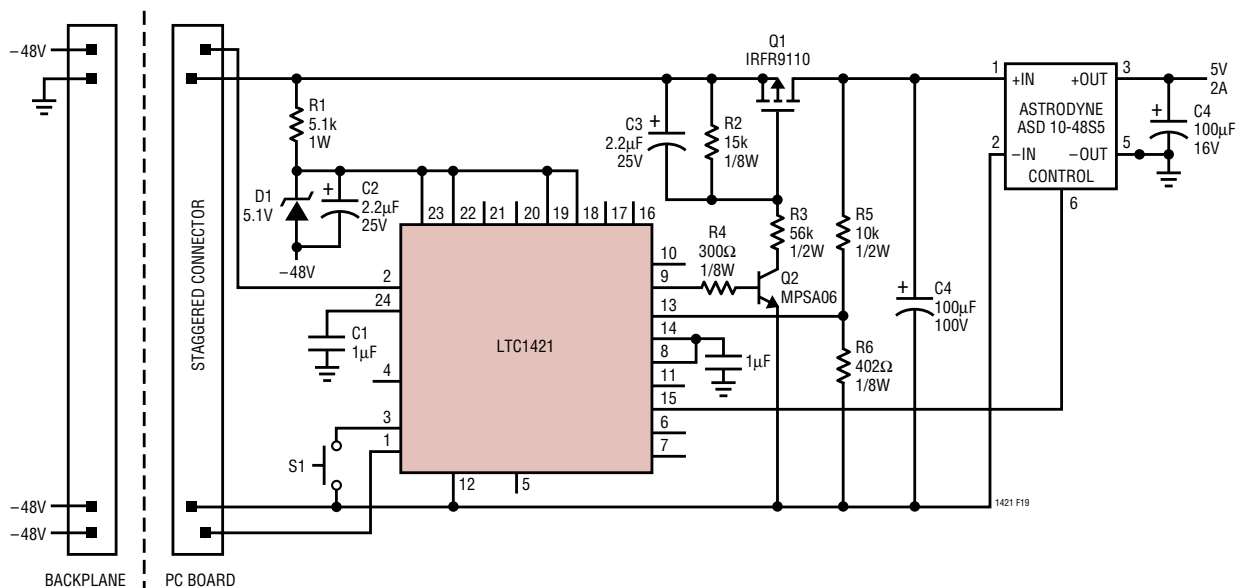 −48V
−48V
−48V
BACKPLANE
STAGGERED CONNECTOR
PC BOARD
R1
5.1k
1W
D1
5.1V
C2
2.2µF
25V
−48V
C1
1µF
S1
23
22
21
20
19
18
17
16
2
24
4
3
1
12
5
LTC1421
10
9
13
14
8
11
15
6
7
C3
2.2µF
25V
R2
15k
1/8W
Q1
IRFR9110
R3
56k
1/2W
R4
300Ω
1/8W
Q2
MPSA06
1µF
R5
10k
1/2W
R6
402Ω
1/8W
C4
100µF
100V
1
+IN
+OUT
3
ASTRODYNE
ASD 10-48S5
2
−IN
−OUT
5
CONTROL
6
5V
2A
C4
100µF
16V
1421 F19